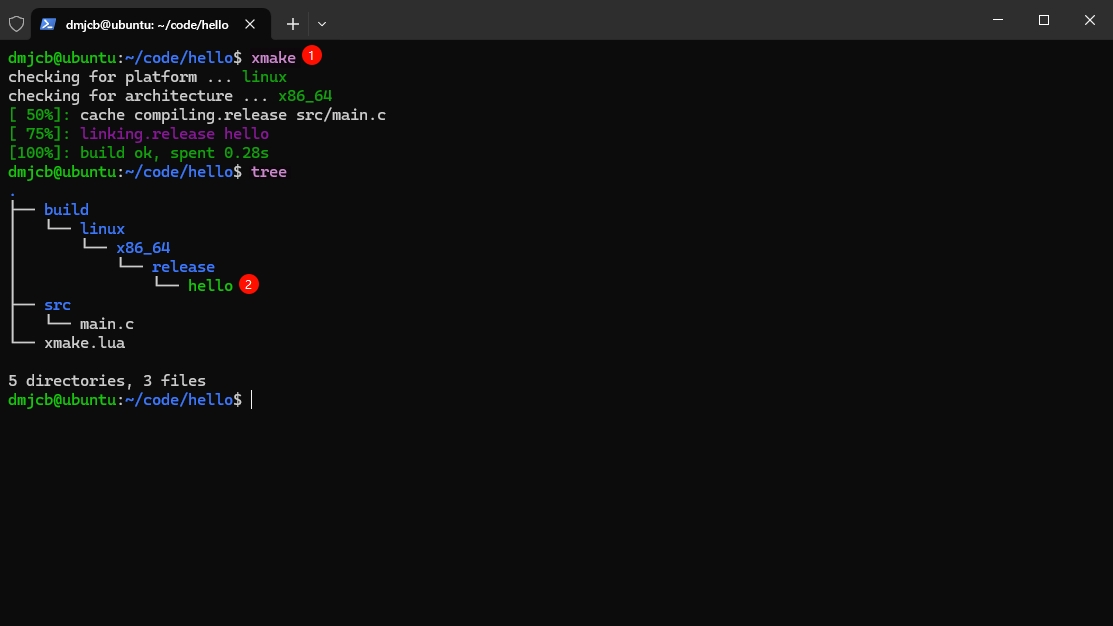 dmjcb@ubuntu: ~/code/hello
dmjcb@ubuntu:~/code/hello$ xmake 1
checking for platform ... linux
checking for architecture ... x86_64
[ 50%]: cache compiling.release src/main.c
[ 75%]: linking.release hello
[100%]: build ok, spent 0.28s
dmjcb@ubuntu:~/code/hello$ tree
.
├── build
│   └── linux
│       └── x86_64
│           └── release
│               └── hello 2
├── src
│   └── main.c
└── xmake.lua
5 directories, 3 files
dmjcb@ubuntu:~/code/hello$